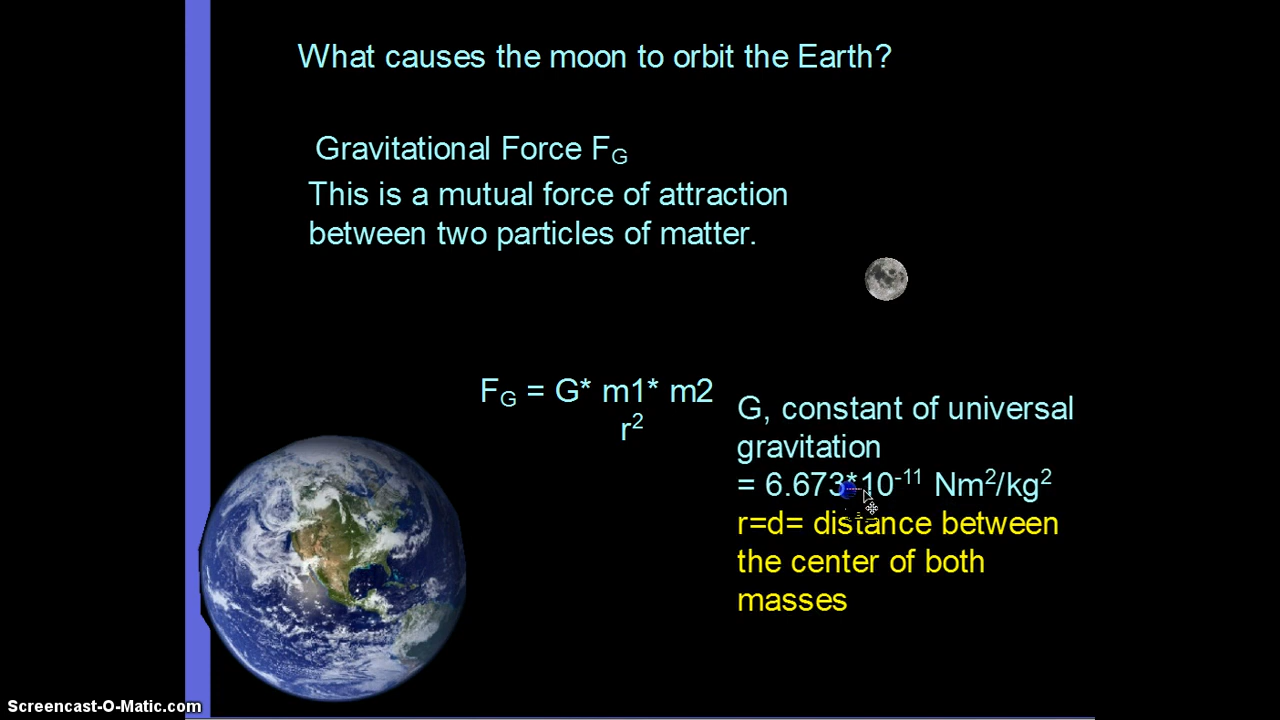 What causes the moon to orbit the Earth?
Gravitational Force F_G
This is a mutual force of attraction
between two particles of matter.
F_G = G* m1* m2
r²
G, constant of universal
gravitation
= 6.673*10⁻¹¹ Nm²/kg²
r=d= distance between
the center of both
masses
Screencast-O-Matic.com